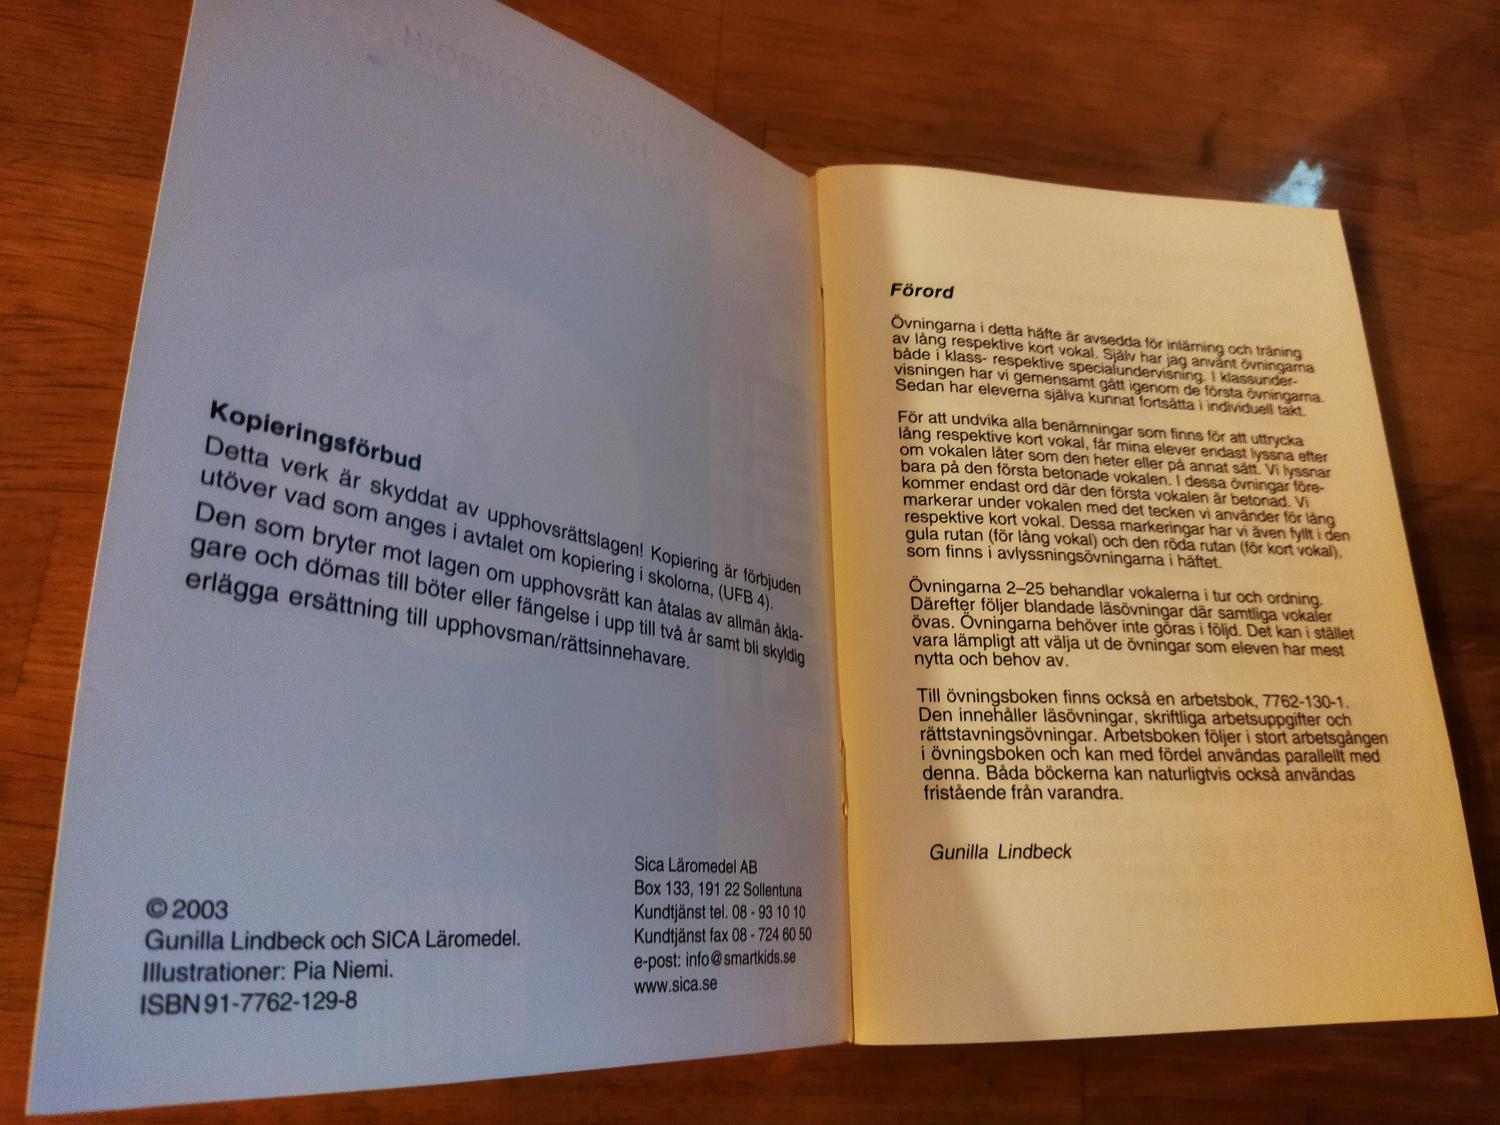 Kopieringsförbud
Detta verk är skyddat av upphovsrättslagen! Kopiering är förbjuden
utöver vad som anges i avtalet om kopiering i skolorna, (UFB 4).
Den som bryter mot lagen om upphovsrätt kan åtalas av allmän åkla-
gare och dömas till böter eller fängelse i upp till två år samt bli skyldig
erlägga ersättning till upphovsman/rättsinnehavare.
© 2003
Gunilla Lindbeck och SICA Läromedel.
Illustrationer: Pia Niemi.
ISBN 91-7762-129-8
Sica Läromedel AB
Box 133, 191 22 Sollentuna
Kundtjänst tel. 08 - 93 10 10
Kundtjänst fax 08 - 724 60 50
e-post: info@smartkids.se
www.sica.se
Förord
Övningarna i detta häfte är avsedda för inlärning och träning
av lång respektive kort vokal. Själv har jag använt övningarna
både i klass- respektive specialundervisning. I klassunder-
visningen har vi gemensamt gått igenom de första övningarna.
Sedan har eleverna själva kunnat fortsätta i individuell takt.
För att undvika alla benämningar som finns för att uttrycka
lång respektive kort vokal, får mina elever endast lyssna efter
om vokalen låter som den heter eller på annat sätt. Vi lyssnar
bara på den första betonade vokalen. I dessa övningar före-
kommer endast ord där den första vokalen är betonad. Vi
markerar under vokalen med det tecken vi använder för lång
respektive kort vokal. Dessa markeringar har vi även fyllt i den
gula rutan (för lång vokal) och den röda rutan (för kort vokal),
som finns i avlyssningsövningarna i häftet.
Övningarna 2–25 behandlar vokalerna i tur och ordning.
Därefter följer blandade läsövningar där samtliga vokaler
övas. Övningarna behöver inte göras i följd. Det kan i stället
vara lämpligt att välja ut de övningar som eleven har mest
nytta och behov av.
Till övningsboken finns också en arbetsbok, 7762-130-1.
Den innehåller läsövningar, skriftliga arbetsuppgifter och
rättstavningsövningar. Arbetsboken följer i stort arbetsgången
i övningsboken och kan med fördel användas parallellt med
denna. Båda böckerna kan naturligtvis också användas
fristående från varandra.
Gunilla Lindbeck